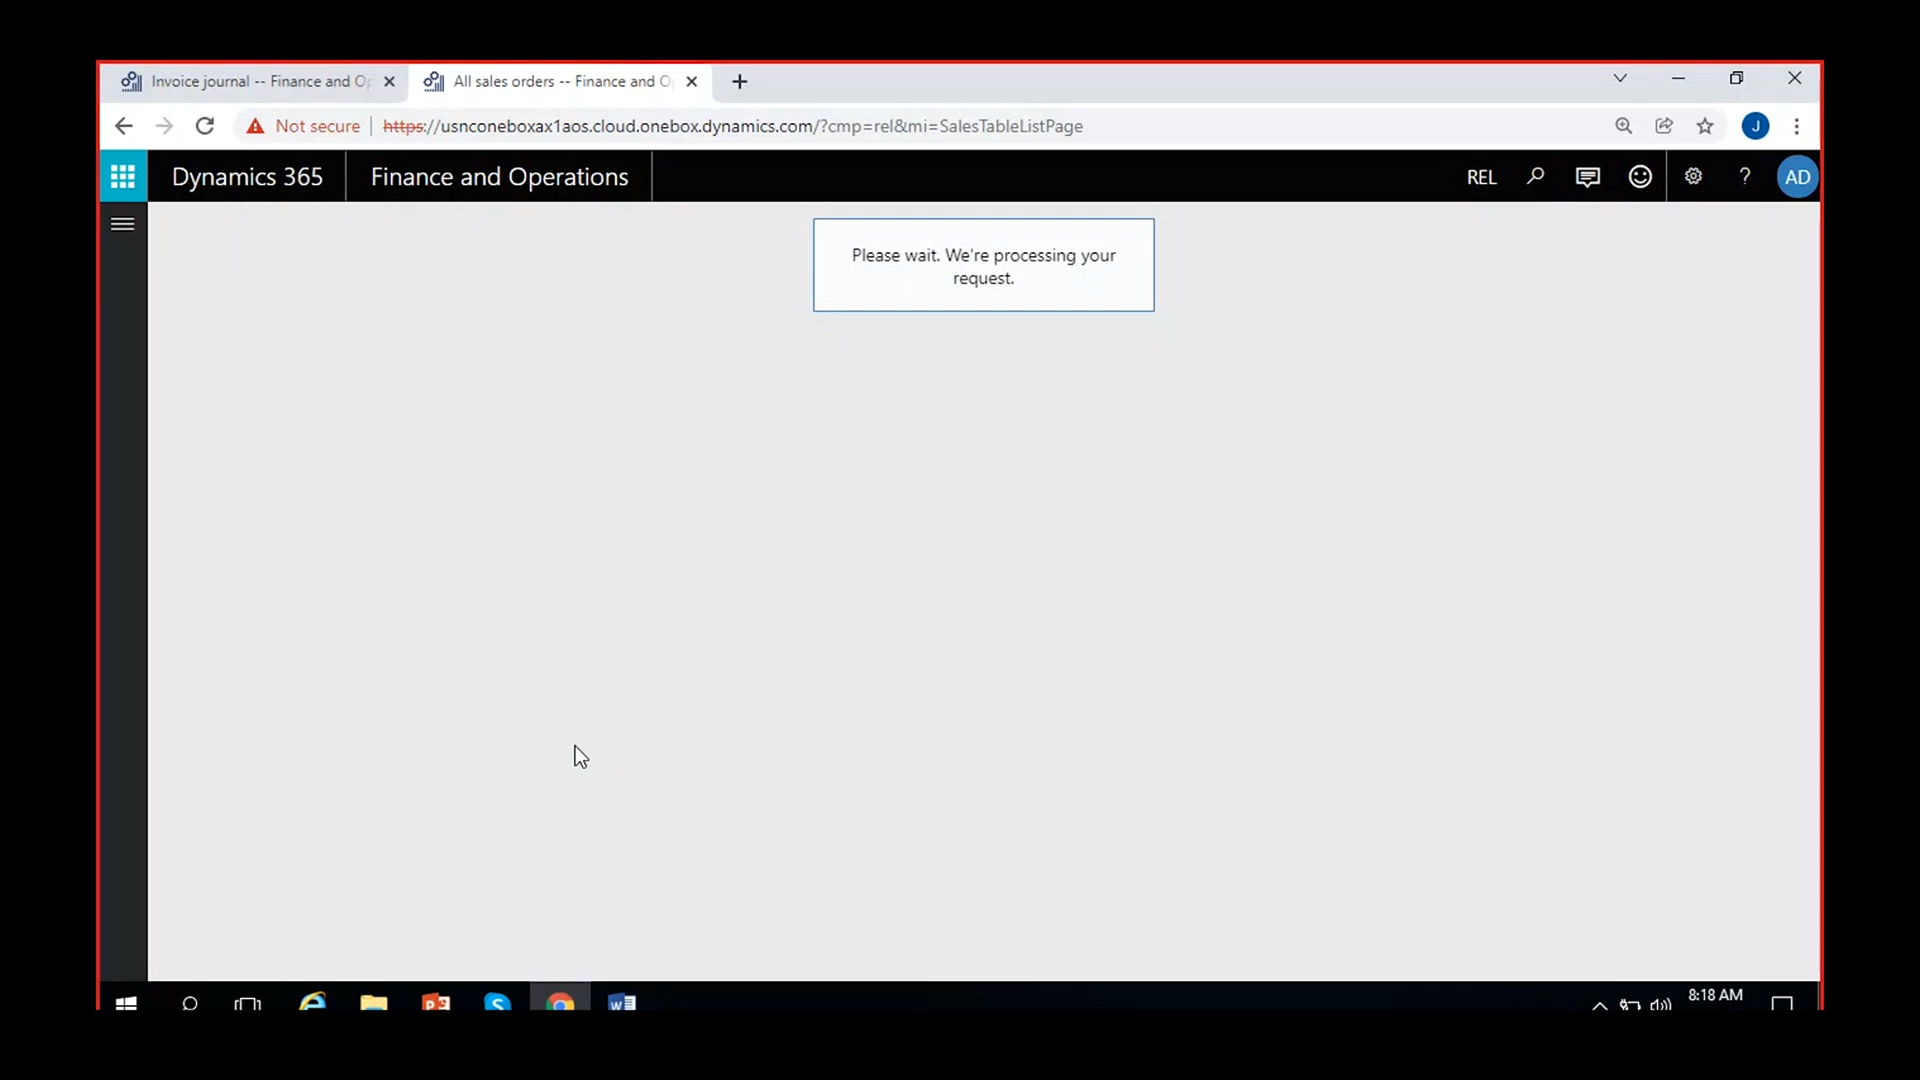 Invoice journal -- Finance and Op
All sales orders -- Finance and O
Not secure
https://usnconeboxax1aos.cloud.onebox.dynamics.com/?cmp=rel&mi=SalesTableListPage
J
Dynamics 365
Finance and Operations
REL
?
AD
Please wait. We're processing your
request.
8:18 AM